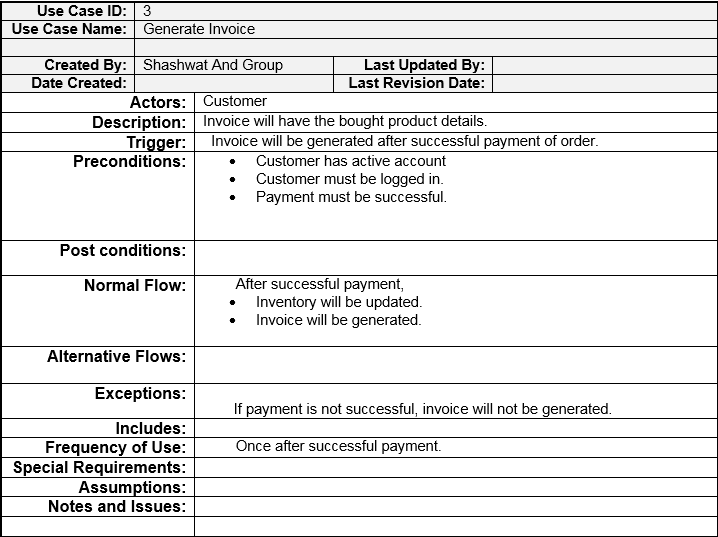 Use Case ID: 3
Use Case Name: Generate Invoice
Created By: Shashwat And Group Last Updated By:
Date Created: Last Revision Date:
Actors: Customer
Description: Invoice will have the bought product details.
Trigger: Invoice will be generated after successful payment of order.
Preconditions: • Customer has active account
• Customer must be logged in.
• Payment must be successful.
Post conditions:
Normal Flow: After successful payment,
• Inventory will be updated.
• Invoice will be generated.
Alternative Flows:
Exceptions:
If payment is not successful, invoice will not be generated.
Includes:
Frequency of Use: Once after successful payment.
Special Requirements:
Assumptions:
Notes and Issues: